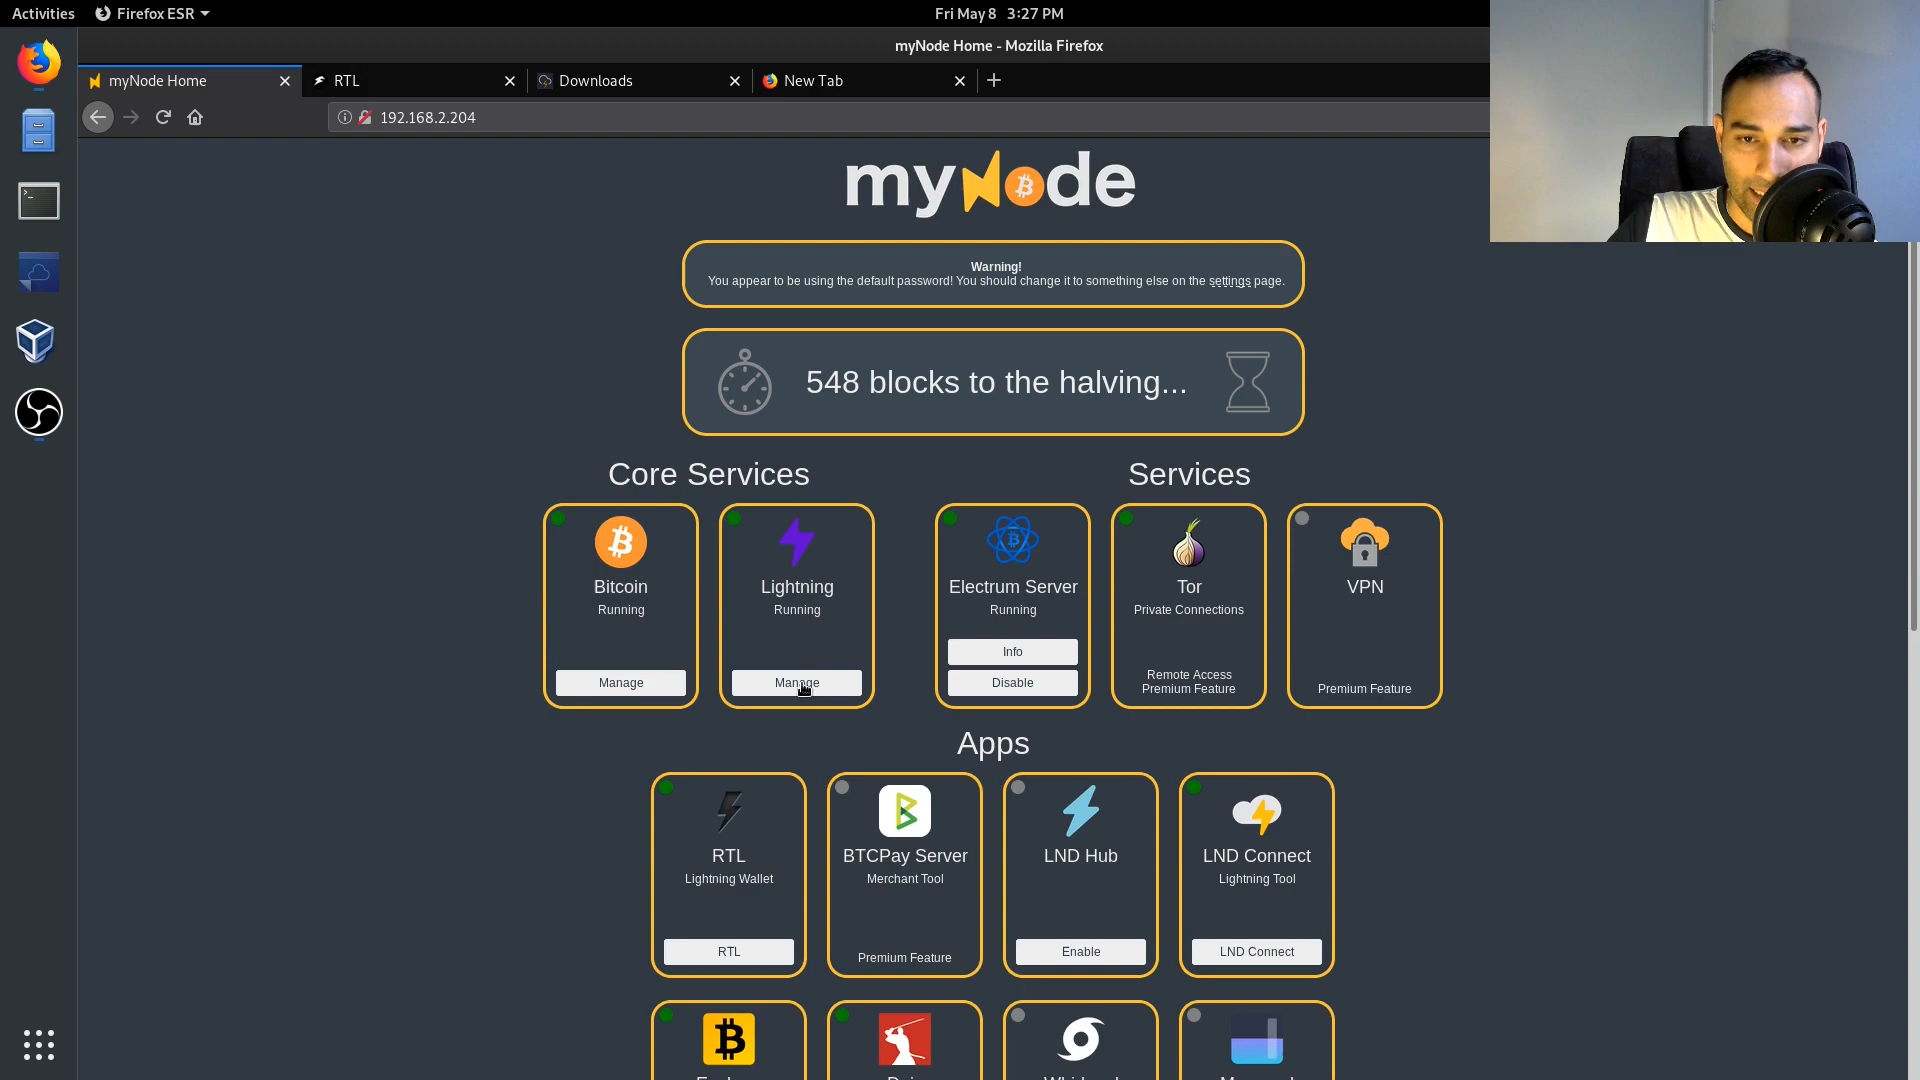 Activities
Firefox ESR
Fri May 8 3:27 PM
myNode Home - Mozilla Firefox
myNode Home
RTL
Downloads
New Tab
192.168.2.204
myNode
Warning!
You appear to be using the default password! You should change it to something else on the settings page.
548 blocks to the halving...
Core Services
Services
Bitcoin
Running
Manage
Lightning
Running
Manage
Electrum Server
Running
Info
Disable
Tor
Private Connections
Remote Access
Premium Feature
VPN
Premium Feature
Apps
RTL
Lightning Wallet
RTL
BTCPay Server
Merchant Tool
Premium Feature
LND Hub
Enable
LND Connect
Lightning Tool
LND Connect